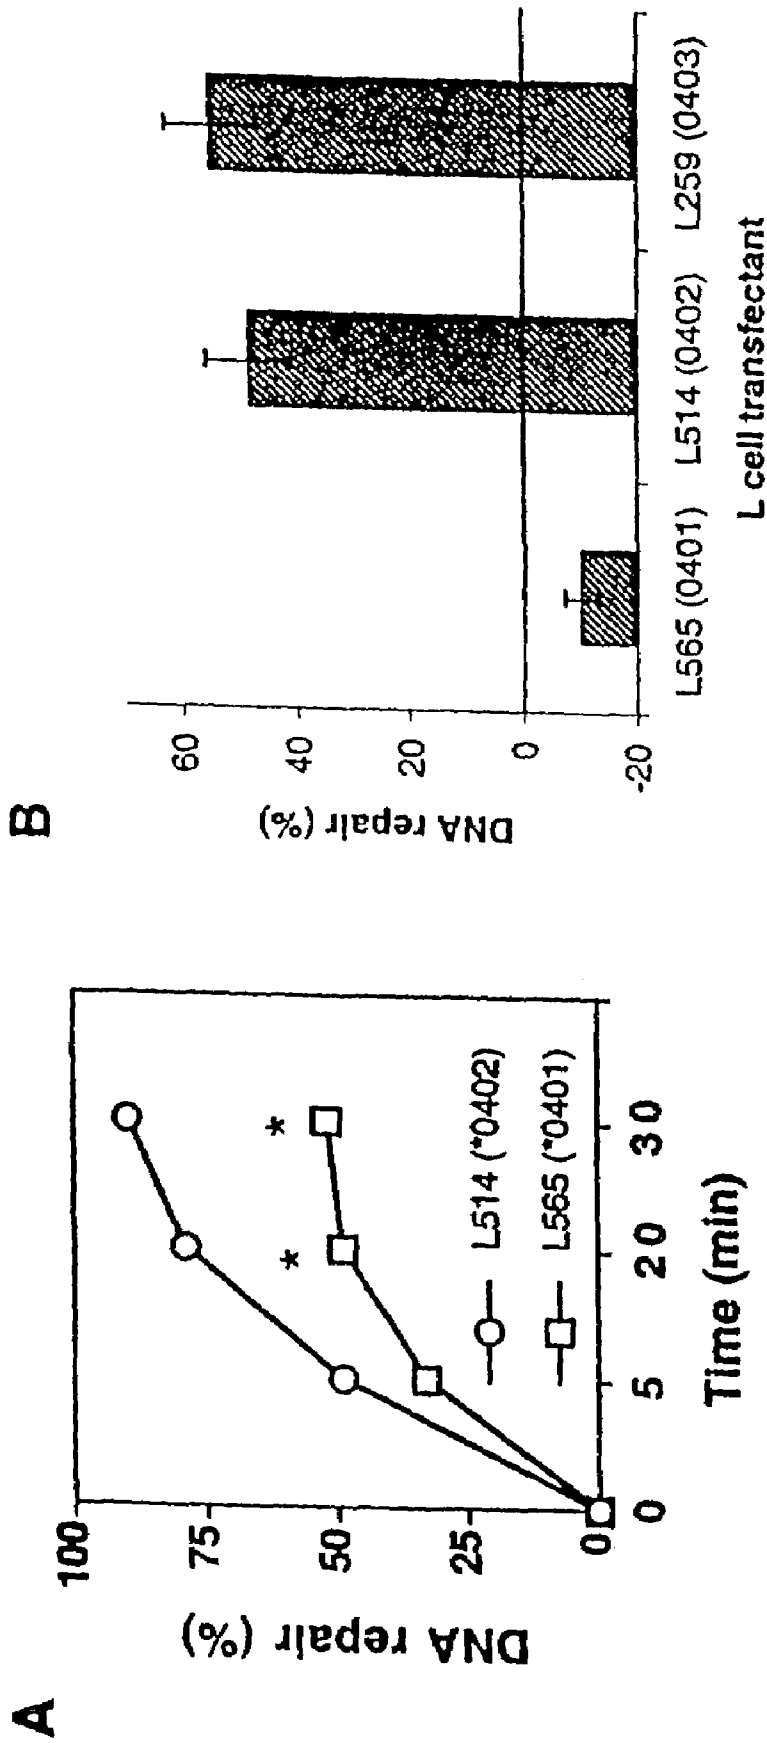 A
DNA repair (%)
100
75
50
25
0
0 5 20 30
Time (min)
*
*
L514 (*0402)
L565 (*0401)
B
DNA repair (%)
60
40
20
0
-20
L565 (0401) L514 (0402) L259 (0403)
L cell transfectant